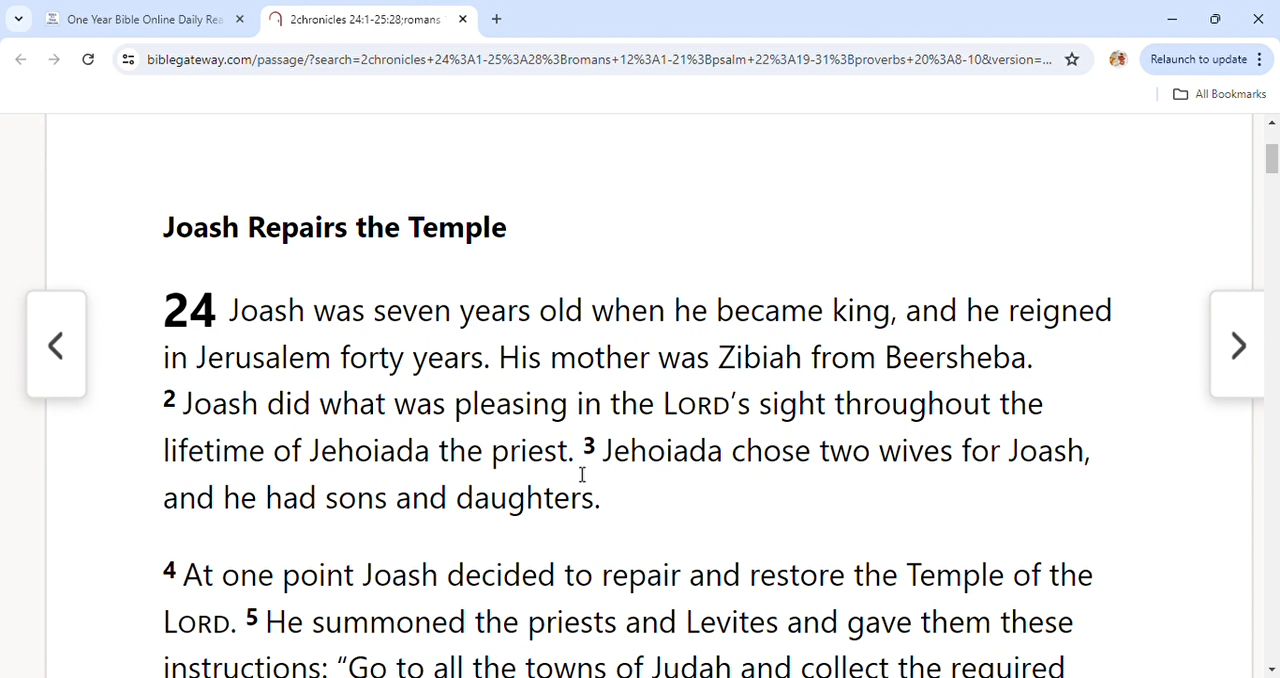 One Year Bible Online Daily Rea
2chronicles 24:1-25:28;romans
biblegateway.com/passage/?search=2chronicles+24%3A1-25%3A28%3Bromans+12%3A1-21%3Bpsalm+22%3A19-31%3Bproverbs+20%3A8-10&version=...
Relaunch to update
All Bookmarks
Joash Repairs the Temple
24 Joash was seven years old when he became king, and he reigned
in Jerusalem forty years. His mother was Zibiah from Beersheba.
2 Joash did what was pleasing in the LORD’s sight throughout the
lifetime of Jehoiada the priest. 3 Jehoiada chose two wives for Joash,
and he had sons and daughters.
4 At one point Joash decided to repair and restore the Temple of the
LORD. 5 He summoned the priests and Levites and gave them these
instructions: “Go to all the towns of Judah and collect the required